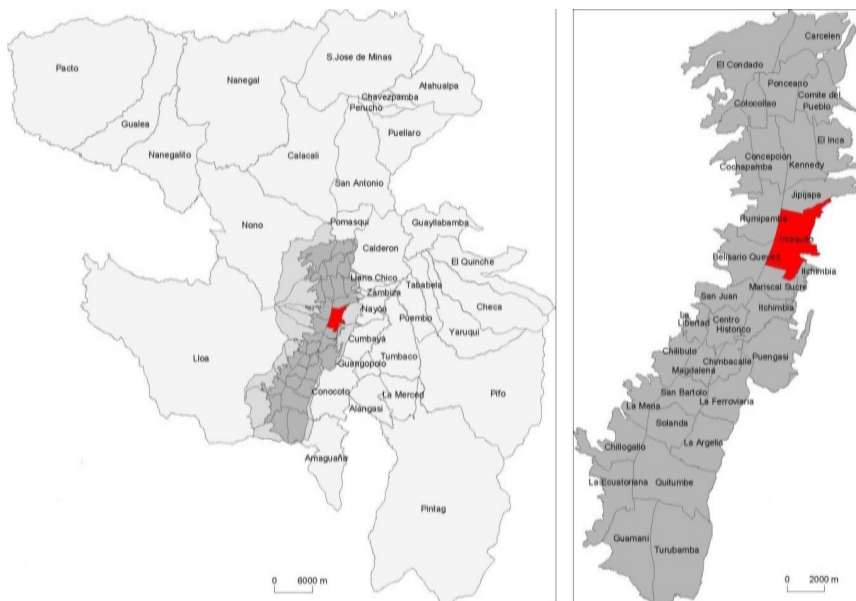 Pacto
Nanegal
S.Jose de Minas
Atahualpa
Chavezpamba
Perucho
Gualea
Puellaro
Nanegalito
Calacali
San Antonio
Nono
Pomasqui
Guayllabamba
Calderon
El Quinche
Llano Chico
Tababela
Zambiza
Checa
Nayon
Puembo
Yaruqui
Cumbaya
Lloa
Tumbaco
Guangopolo
Pifo
Conocoto
La Merced
Alangasi
Amaguaña
Pintag
0 6000 m
Carcelen
El Condado
Ponceano
Comite del
Pueblo
Cotocollao
El Inca
Concepción
Kennedy
Cochapamba
Jipijapa
Rumipamba
Iñaquito
Belisario Queved
Itchimbia
Mariscal Sucre
San Juan
Itchimbia
La
Libertad
Centro
Historico
Chilibulo
Chimbacalle
Puengasi
Magdalena
San Bartolo
La Ferroviaria
La Mena
Solanda
La Argelia
Chillogallo
La Ecuatoriana
Quitumbe
Guamani
Turubamba
0 2000 m